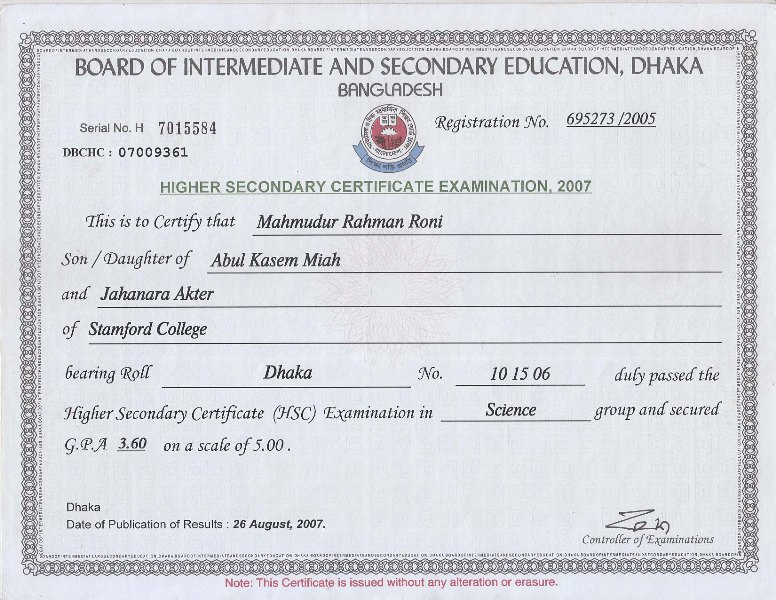 BOARD OF INTERMEDIATE AND SECONDARY EDUCATION, DHAKA
BANGLADESH
Serial No. H 7015584
Registration No. 695273 /2005
DBCHC : 07009361
HIGHER SECONDARY CERTIFICATE EXAMINATION, 2007
This is to Certify that Mahmudur Rahman Roni
Son / Daughter of Abul Kasem Miah
and Jahanara Akter
of Stamford College
bearing Roll Dhaka No. 10 15 06 duly passed the
Higher Secondary Certificate (HSC) Examination in Science group and secured
G.P.A 3.60 on a scale of 5.00 .
Dhaka
Date of Publication of Results : 26 August, 2007.
Controller of Examinations
Note: This Certificate is issued without any alteration or erasure.